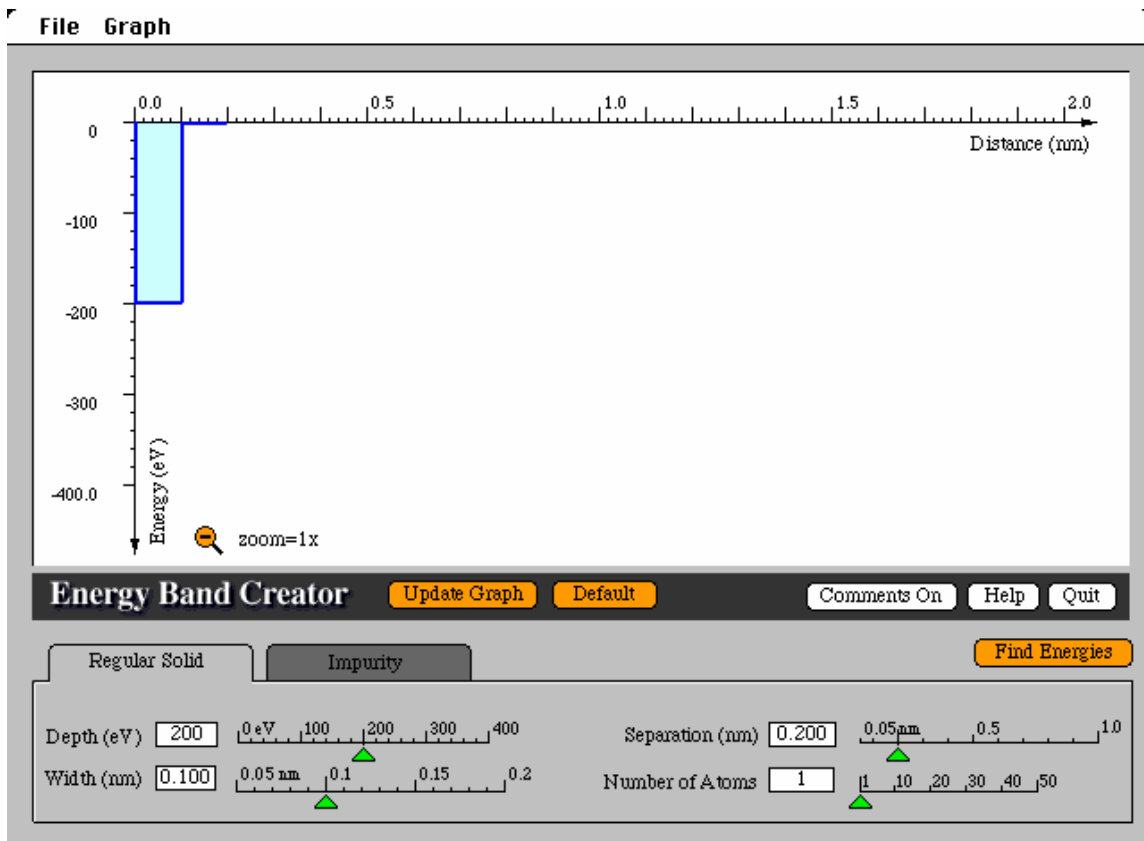 File Graph
0.0 0.5 1.0 1.5 2.0
0
Distance (nm)
-100
-200
-300
-400.0
Energy (eV)
zoom=1x
Energy Band Creator Update Graph Default Comments On Help Quit
Regular Solid Impurity Find Energies
Depth (eV) 200 0 eV 100 200 300 400 Separation (nm) 0.200 0.05nm 0.5 1.0
Width (nm) 0.100 0.05 nm 0.1 0.15 0.2 Number of Atoms 1 1 10 20 30 40 50